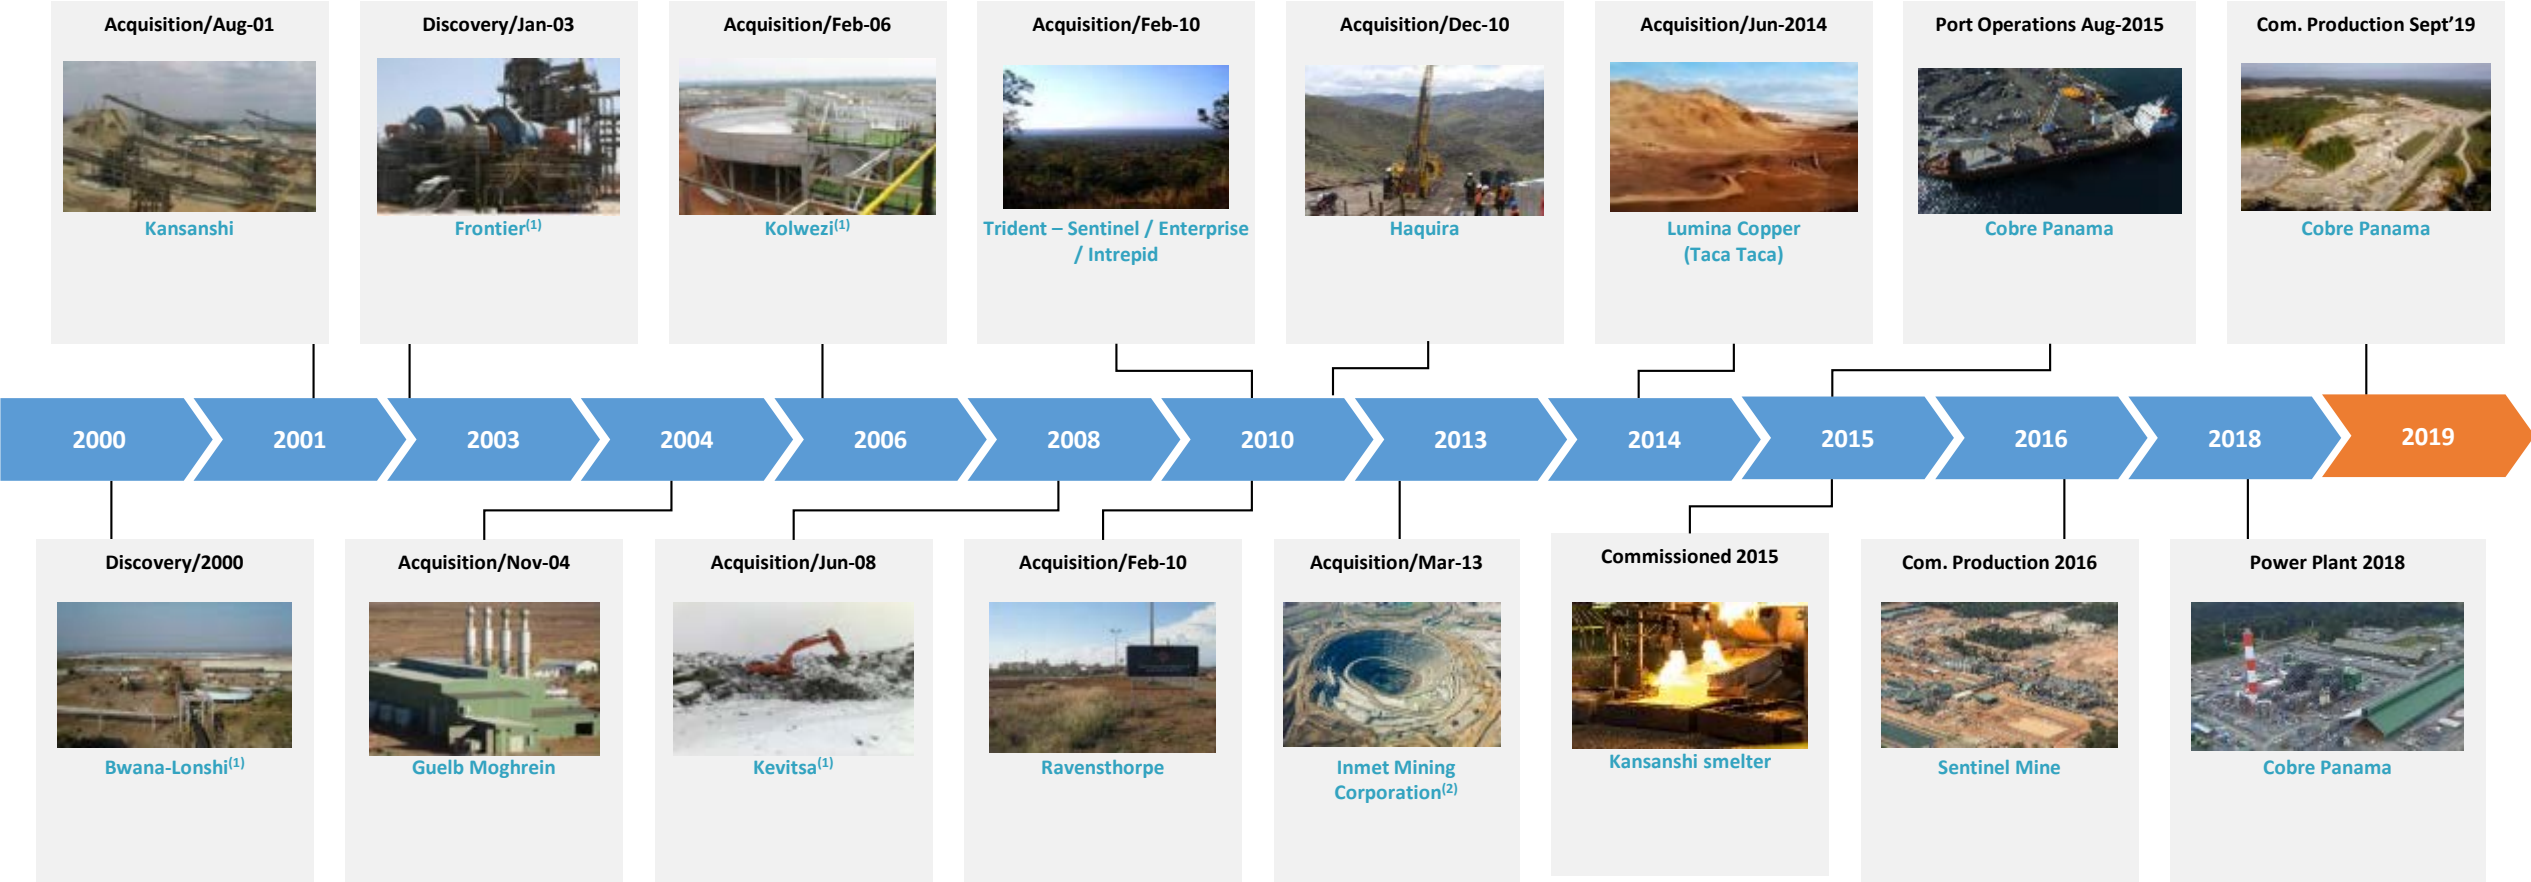 Acquisition/Aug-01
Kansanshi
Discovery/Jan-03
Frontier(1)
Acquisition/Feb-06
Kolwezi(1)
Acquisition/Feb-10
Trident – Sentinel / Enterprise
/ Intrepid
Acquisition/Dec-10
Haquira
Acquisition/Jun-2014
Lumina Copper
(Taca Taca)
Port Operations Aug-2015
Cobre Panama
Com. Production Sept’19
Cobre Panama
2000
2001
2003
2004
2006
2008
2010
2013
2014
2015
2016
2018
2019
Discovery/2000
Bwana-Lonshi(1)
Acquisition/Nov-04
Guelb Moghrein
Acquisition/Jun-08
Kevitsa(1)
Acquisition/Feb-10
Ravensthorpe
Acquisition/Mar-13
Inmet Mining
Corporation(2)
Commissioned 2015
Kansanshi smelter
Com. Production 2016
Sentinel Mine
Power Plant 2018
Cobre Panama